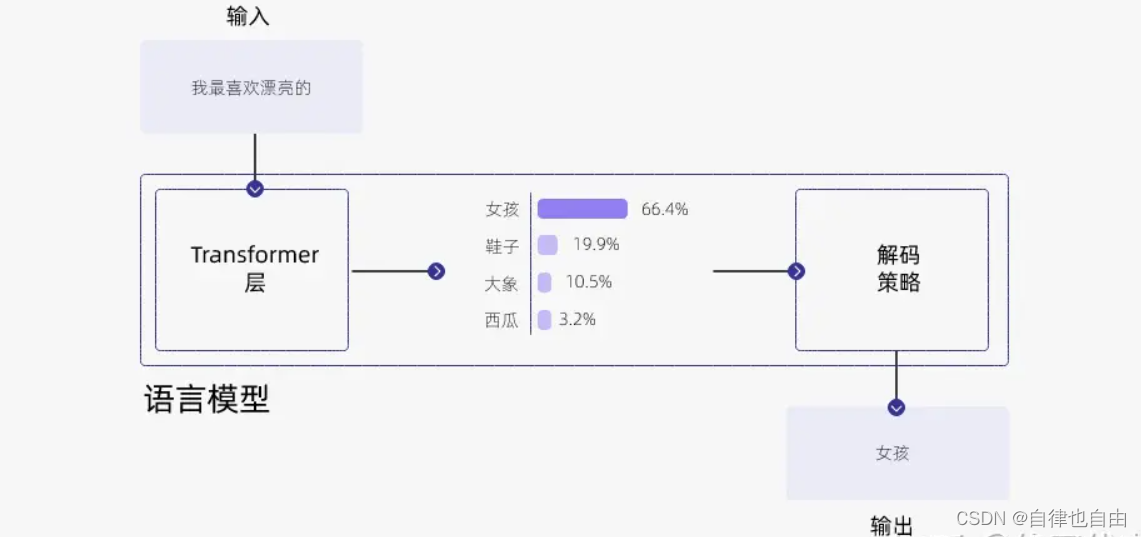 输入
我最喜欢漂亮的
Transformer
层
女孩 66.4%
鞋子 19.9%
大象 10.5%
西瓜 3.2%
解码
策略
语言模型
女孩
输出
CSDN @自律也自由